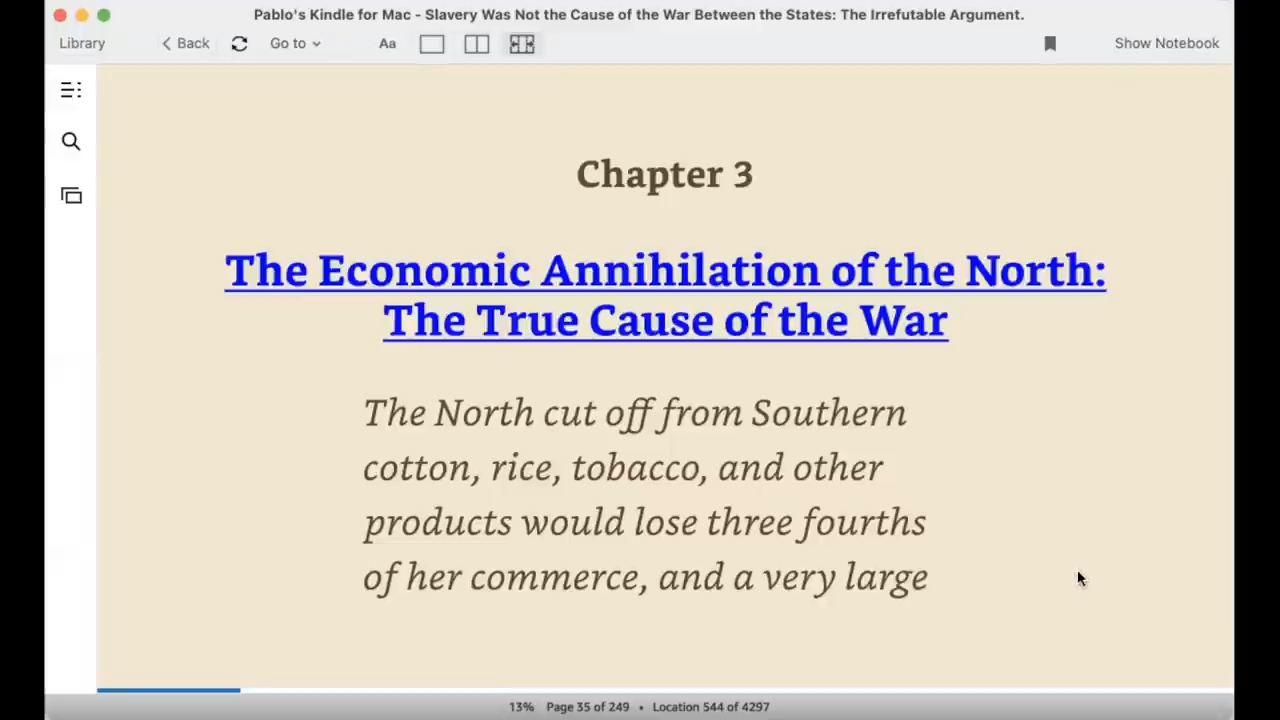 Pablo's Kindle for Mac - Slavery Was Not the Cause of the War Between the States: The Irrefutable Argument.
Library
Back
Go to
Aa
Show Notebook
Chapter 3
The Economic Annihilation of the North:
The True Cause of the War
The North cut off from Southern
cotton, rice, tobacco, and other
products would lose three fourths
of her commerce, and a very large
13% Page 35 of 249 • Location 544 of 4297